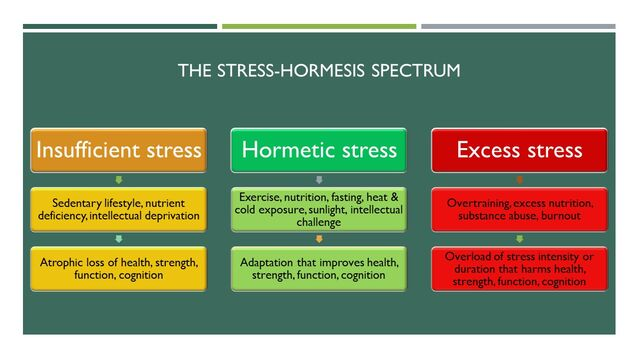 THE STRESS-HORMESIS SPECTRUM
Insufficient stress
Sedentary lifestyle, nutrient
deficiency, intellectual deprivation
Atrophic loss of health, strength,
function, cognition
Hormetic stress
Exercise, nutrition, fasting, heat &
cold exposure, sunlight, intellectual
challenge
Adaptation that improves health,
strength, function, cognition
Excess stress
Overtraining, excess nutrition,
substance abuse, burnout
Overload of stress intensity or
duration that harms health,
strength, function, cognition